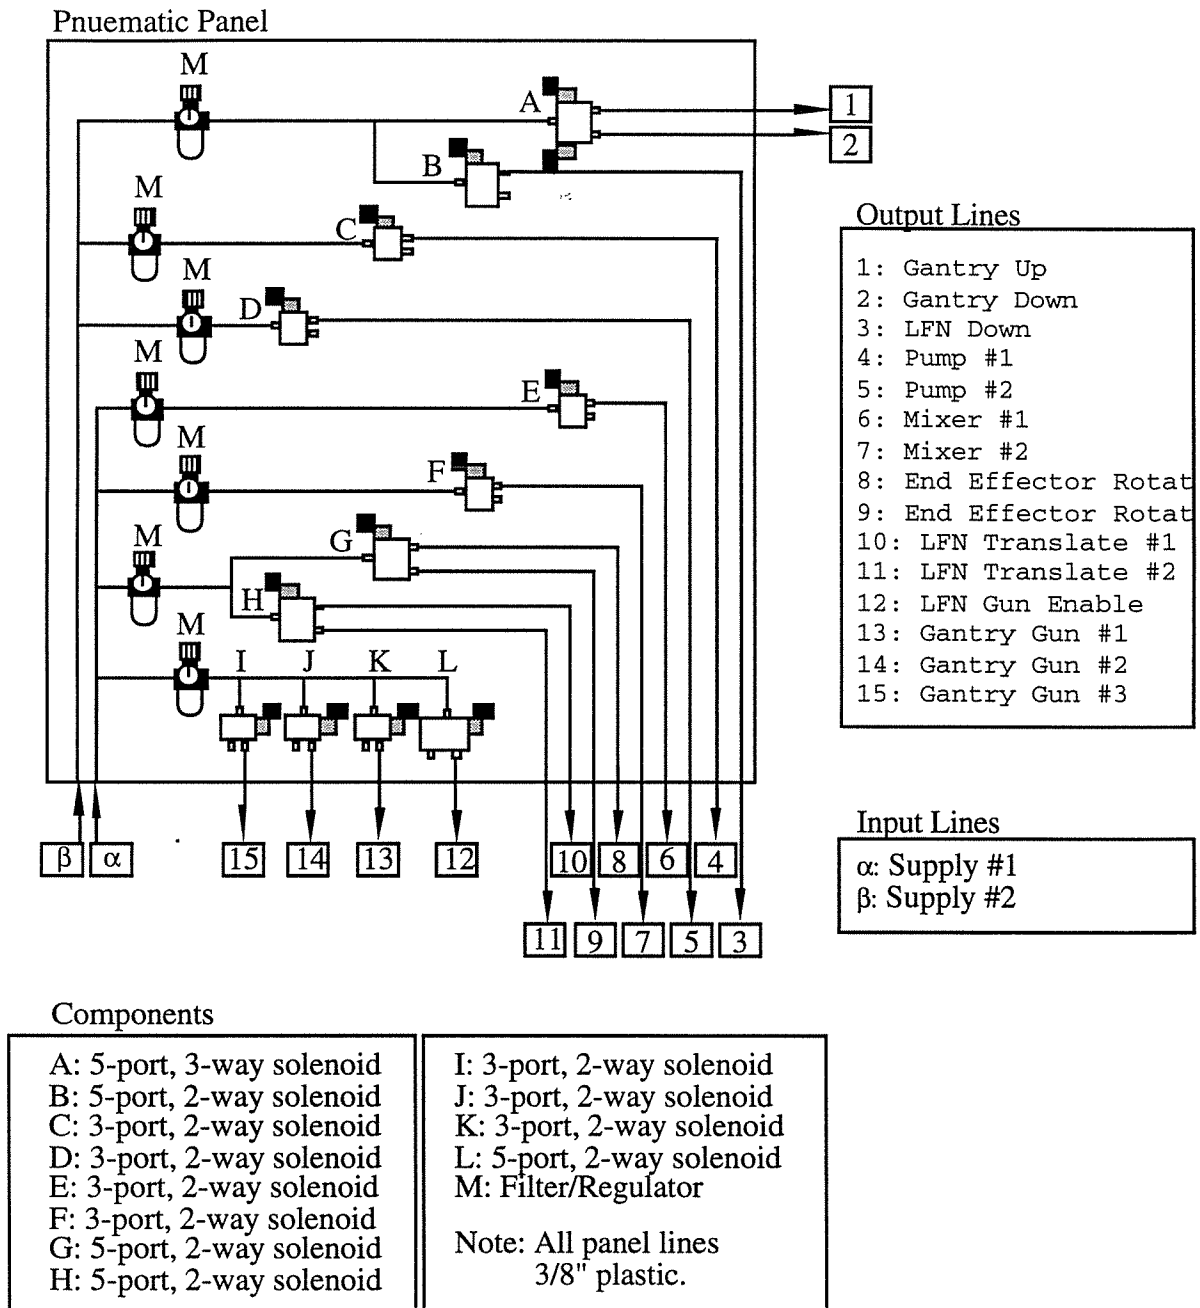 Pnuematic Panel
M
A
1
2
B
M
C
M
D
M
E
M
F
M
G
H
M
I J K L
β α 15 14 13 12 10 8 6 4
11 9 7 5 3
Output Lines
1: Gantry Up
2: Gantry Down
3: LFN Down
4: Pump #1
5: Pump #2
6: Mixer #1
7: Mixer #2
8: End Effector Rotat
9: End Effector Rotat
10: LFN Translate #1
11: LFN Translate #2
12: LFN Gun Enable
13: Gantry Gun #1
14: Gantry Gun #2
15: Gantry Gun #3
Input Lines
α: Supply #1
β: Supply #2
Components
A: 5-port, 3-way solenoid
B: 5-port, 2-way solenoid
C: 3-port, 2-way solenoid
D: 3-port, 2-way solenoid
E: 3-port, 2-way solenoid
F: 3-port, 2-way solenoid
G: 5-port, 2-way solenoid
H: 5-port, 2-way solenoid
I: 3-port, 2-way solenoid
J: 3-port, 2-way solenoid
K: 3-port, 2-way solenoid
L: 5-port, 2-way solenoid
M: Filter/Regulator
Note: All panel lines
3/8" plastic.